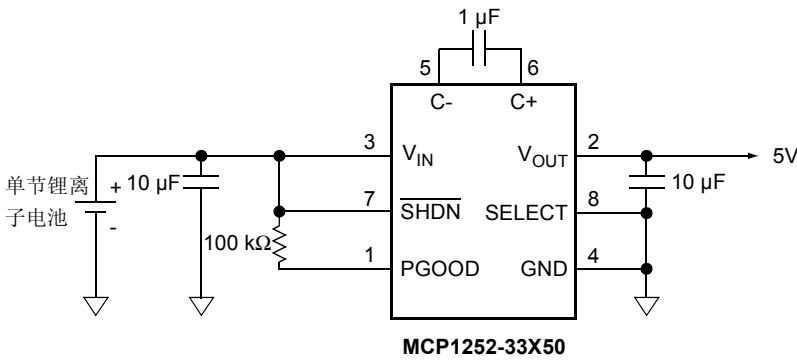 1 µF
5 6
C- C+
3 VIN VOUT 2 5V
单节锂离
子电池
+ 10 µF
-
10 µF
7 SHDN SELECT 8
100 kΩ
1 PGOOD GND 4
MCP1252-33X50